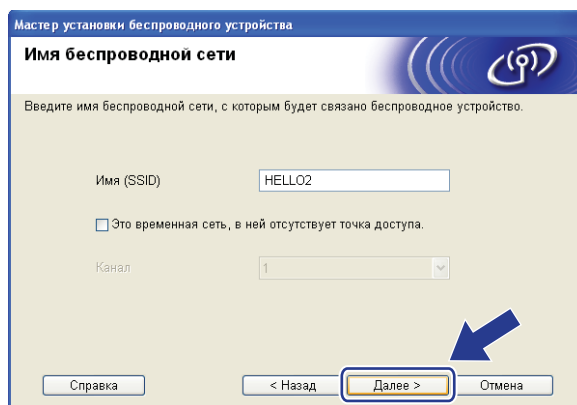 Мастер установки беспроводного устройства
Имя беспроводной сети
Введите имя беспроводной сети, с которым будет связано беспроводное устройство.
Имя (SSID) HELLO2
Это временная сеть, в ней отсутствует точка доступа.
Канал 1
Справка < Назад Далее > Отмена